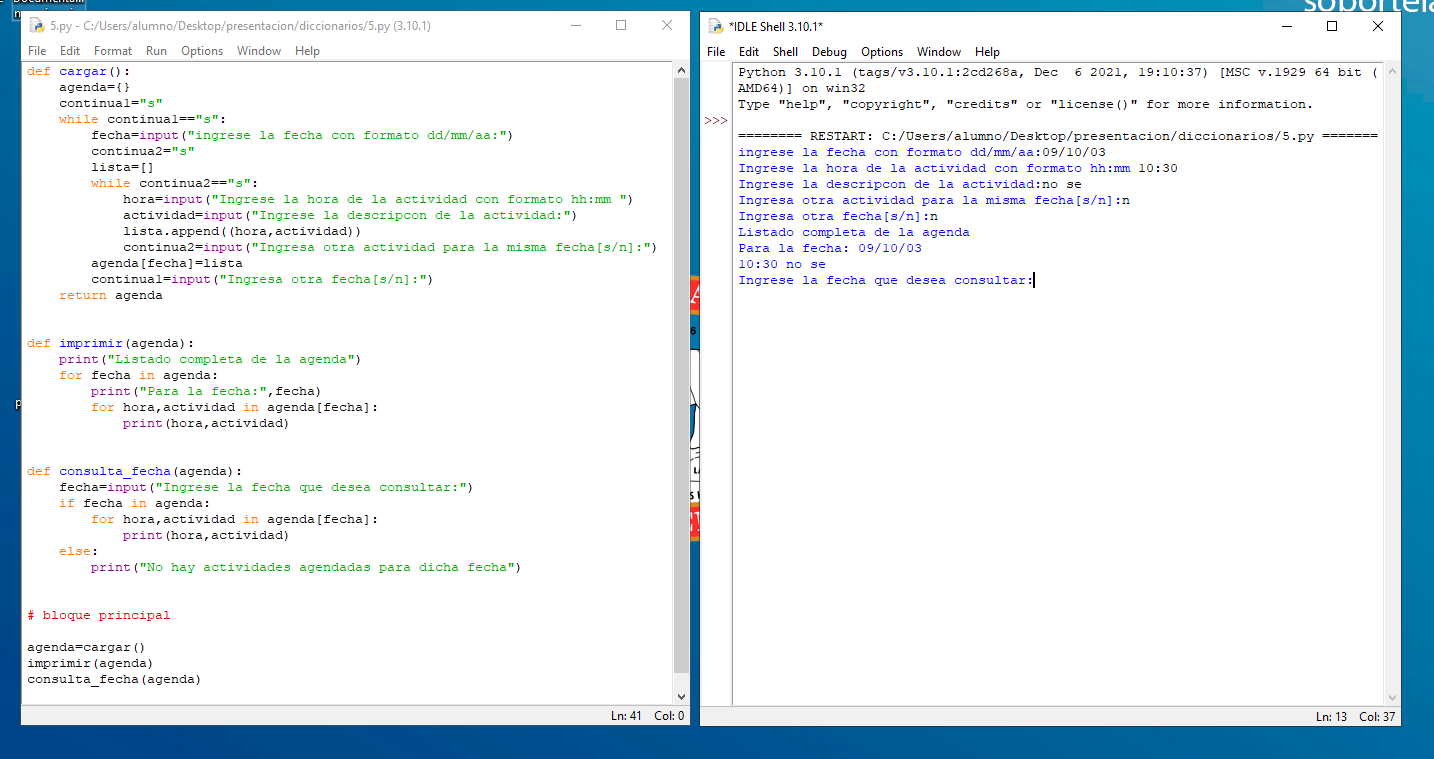 soportela
5.py - C:/Users/alumno/Desktop/presentacion/diccionarios/5.py (3.10.1)
File Edit Format Run Options Window Help
def cargar():
    agenda={}
    continua1="s"
    while continua1=="s":
        fecha=input("ingrese la fecha con formato dd/mm/aa:")
        continua2="s"
        lista=[]
        while continua2=="s":
            hora=input("Ingrese la hora de la actividad con formato hh:mm ")
            actividad=input("Ingrese la descripcon de la actividad:")
            lista.append((hora,actividad))
            continua2=input("Ingresa otra actividad para la misma fecha[s/n]:")
        agenda[fecha]=lista
        continua1=input("Ingresa otra fecha[s/n]:")
    return agenda
def imprimir(agenda):
    print("Listado completa de la agenda")
    for fecha in agenda:
        print("Para la fecha:",fecha)
        for hora,actividad in agenda[fecha]:
            print(hora,actividad)
def consulta_fecha(agenda):
    fecha=input("Ingrese la fecha que desea consultar:")
    if fecha in agenda:
        for hora,actividad in agenda[fecha]:
            print(hora,actividad)
    else:
        print("No hay actividades agendadas para dicha fecha")
# bloque principal
agenda=cargar()
imprimir(agenda)
consulta_fecha(agenda)
Ln: 41 Col: 0
*IDLE Shell 3.10.1*
File Edit Shell Debug Options Window Help
Python 3.10.1 (tags/v3.10.1:2cd268a, Dec  6 2021, 19:10:37) [MSC v.1929 64 bit (
AMD64)] on win32
Type "help", "copyright", "credits" or "license()" for more information.
>>>
======== RESTART: C:/Users/alumno/Desktop/presentacion/diccionarios/5.py =======
ingrese la fecha con formato dd/mm/aa:09/10/03
Ingrese la hora de la actividad con formato hh:mm 10:30
Ingrese la descripcon de la actividad:no se
Ingresa otra actividad para la misma fecha[s/n]:n
Ingresa otra fecha[s/n]:n
Listado completa de la agenda
Para la fecha: 09/10/03
10:30 no se
Ingrese la fecha que desea consultar:
Ln: 13 Col: 37